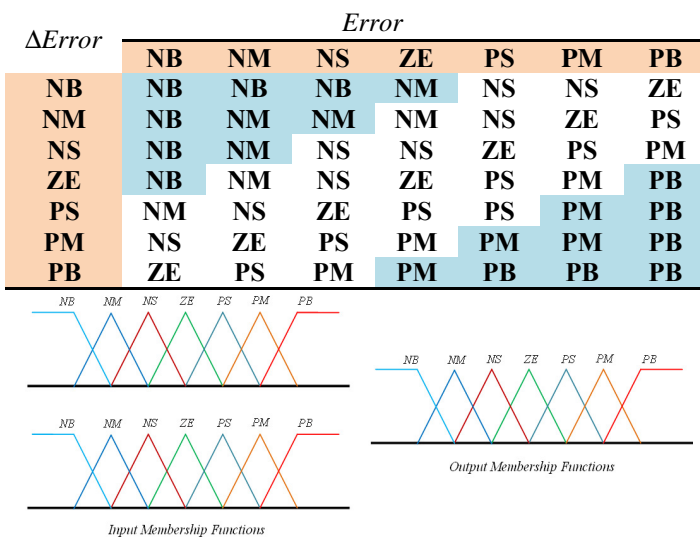 Error
ΔError
NB NM NS ZE PS PM PB
NB NB NB NB NM NS NS ZE
NM NB NM NM NM NS ZE PS
NS NB NM NS NS ZE PS PM
ZE NB NM NS ZE PS PM PB
PS NM NS ZE PS PS PM PB
PM NS ZE PS PM PM PM PB
PB ZE PS PM PM PB PB PB
NB NM NS ZE PS PM PB
NB NM NS ZE PS PM PB
Input Membership Functions
NB NM NS ZE PS PM PB
Output Membership Functions